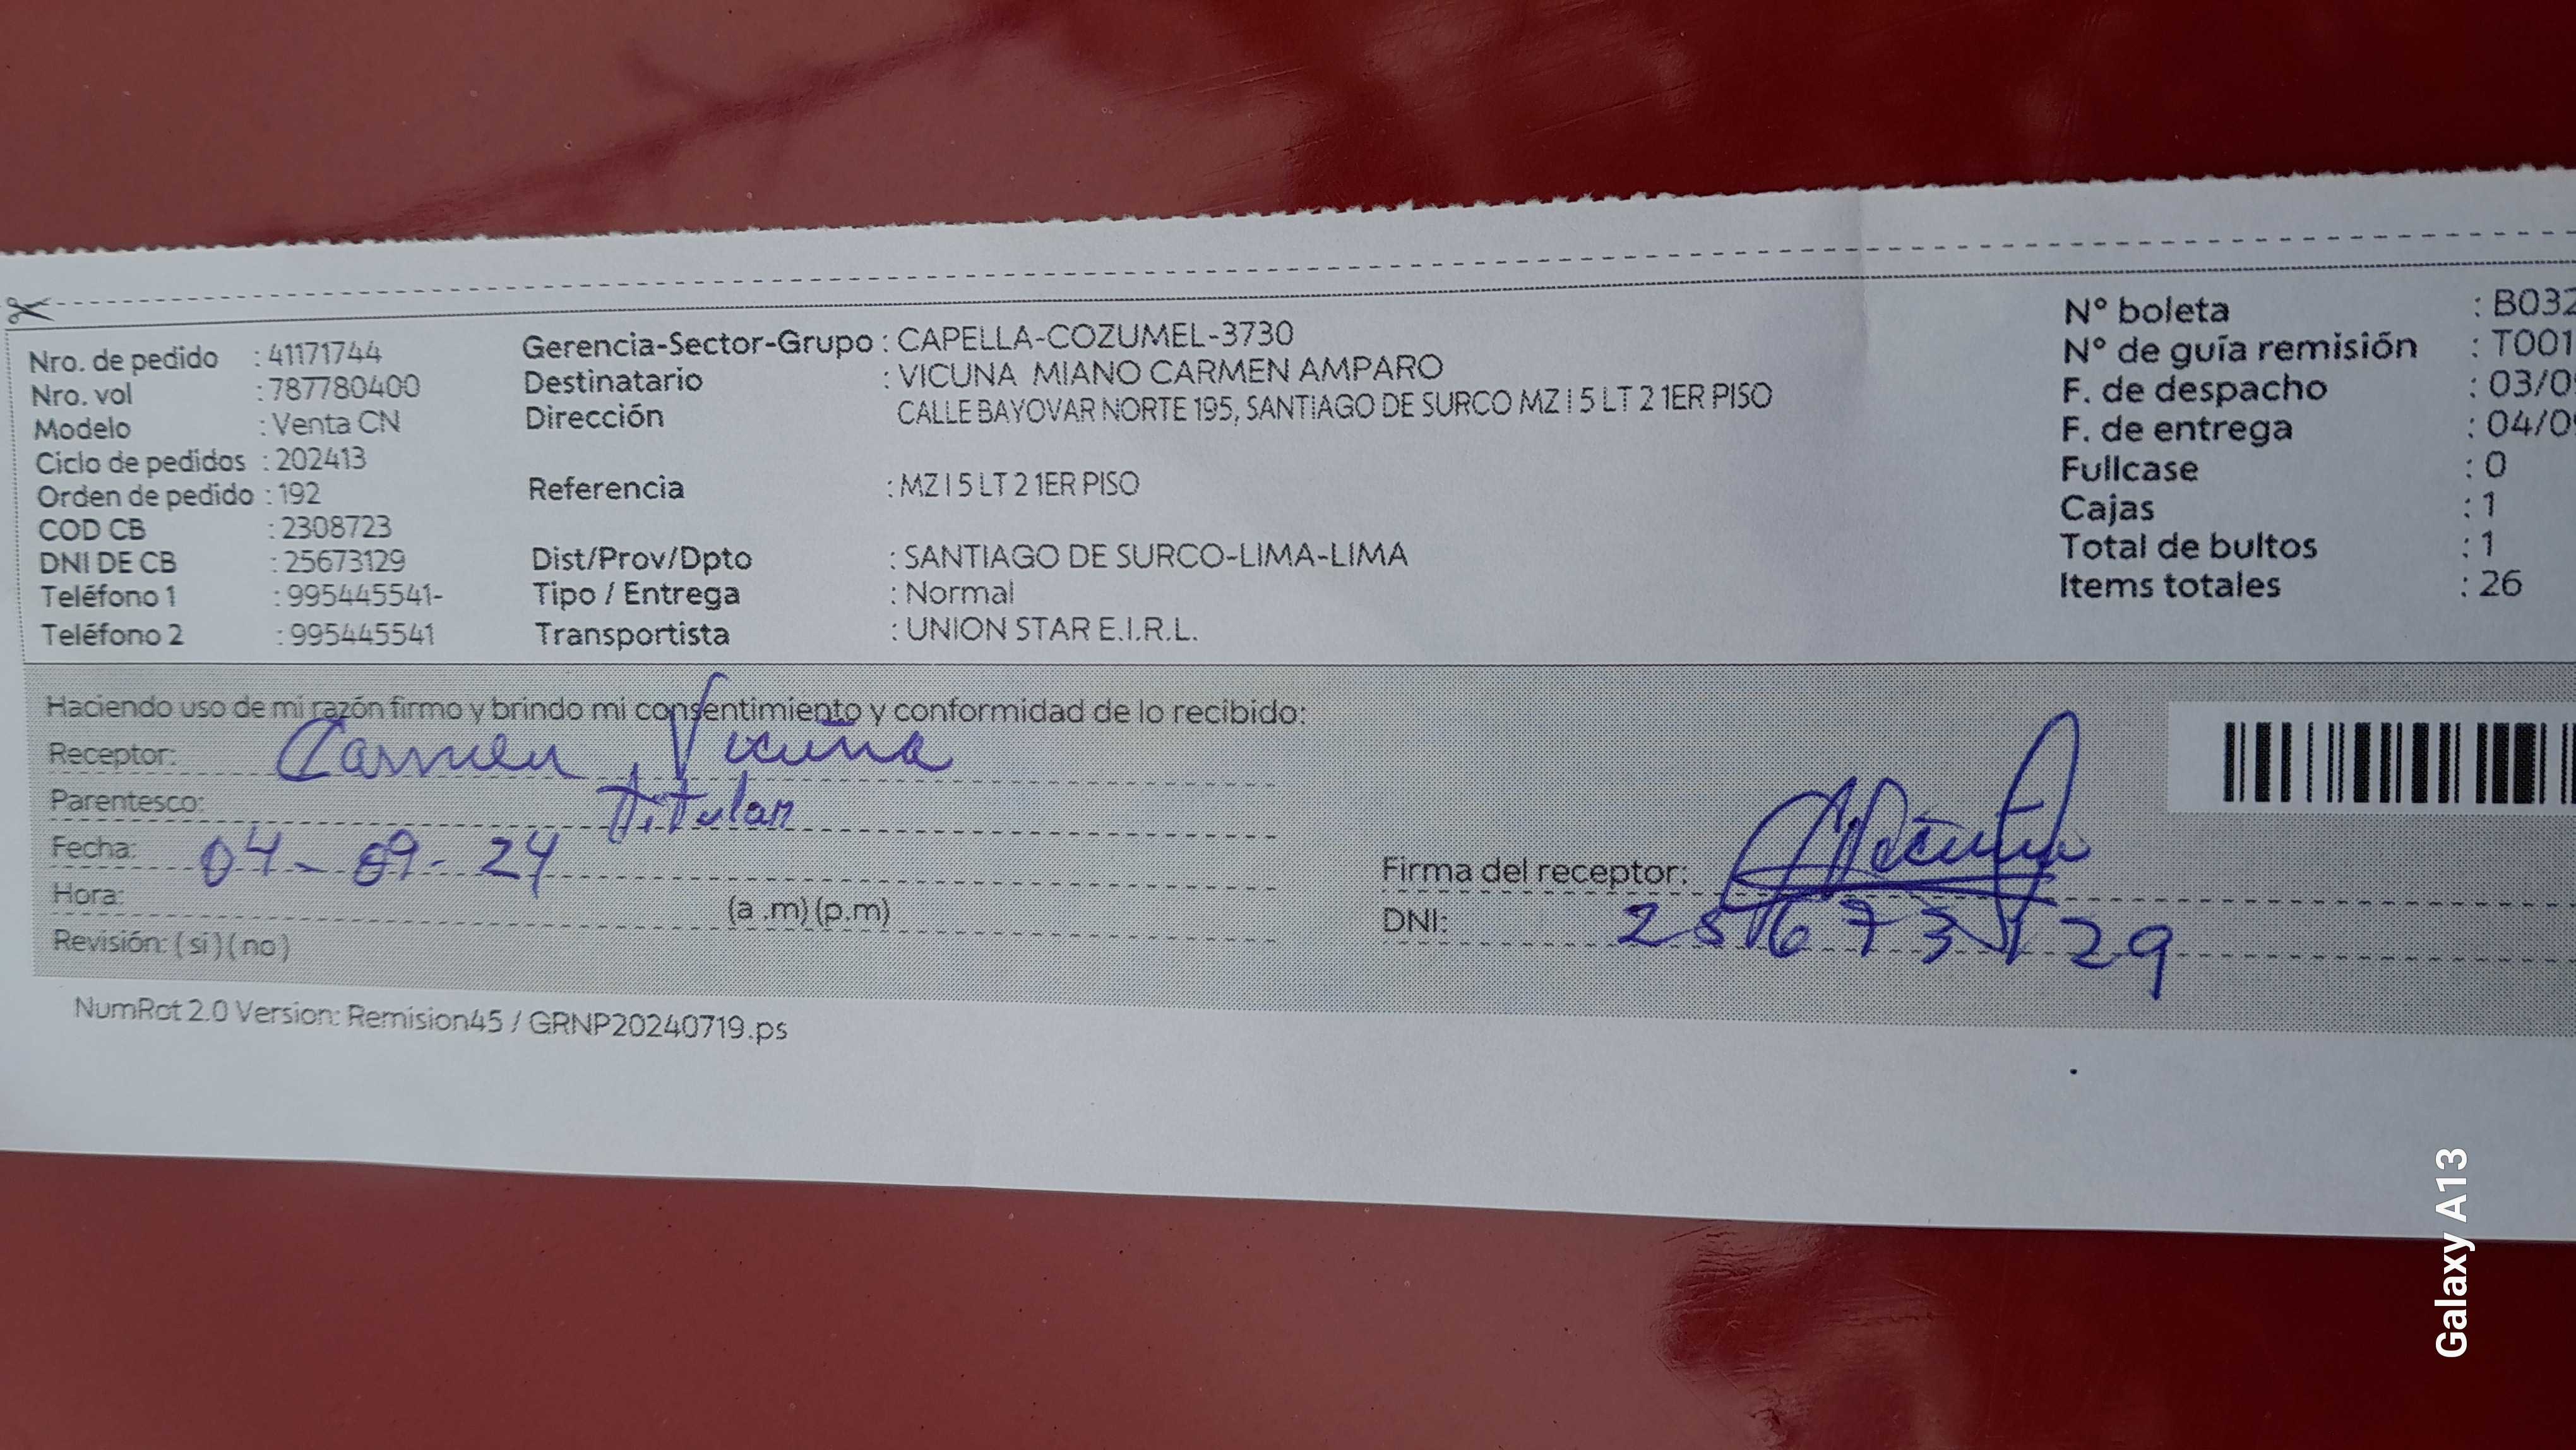 Nro. de pedido : 41171744
Nro. vol : 787780400
Modelo : Venta CN
Ciclo de pedidos : 202413
Orden de pedido : 192
COD CB : 2308723
DNI DE CB : 25673129
Teléfono 1 : 995445541-
Teléfono 2 : 995445541
Gerencia-Sector-Grupo : CAPELLA-COZUMEL-3730
Destinatario : VICUNA MIANO CARMEN AMPARO
Dirección CALLE BAYOVAR NORTE 195, SANTIAGO DE SURCO MZ I 5 LT 2 1ER PISO
Referencia : MZ I 5 LT 2 1ER PISO
Dist/Prov/Dpto : SANTIAGO DE SURCO-LIMA-LIMA
Tipo / Entrega : Normal
Transportista : UNION STAR E.I.R.L.
N° boleta : B032
N° de guía remisión : T001
F. de despacho : 03/0
F. de entrega : 04/0
Fullcase : 0
Cajas : 1
Total de bultos : 1
Items totales : 26
Haciendo uso de mi razón firmo y brindo mi consentimiento y conformidad de lo recibido:
Receptor: Carmen Vicuña
Parentesco: titular
Fecha: 04-09-24
Hora: (a .m) (p.m)
Revisión: ( si ) ( no )
Firma del receptor:
DNI: 25673129
NumRot 2.0 Version: Remision45 / GRNP20240719.ps
Galaxy A13